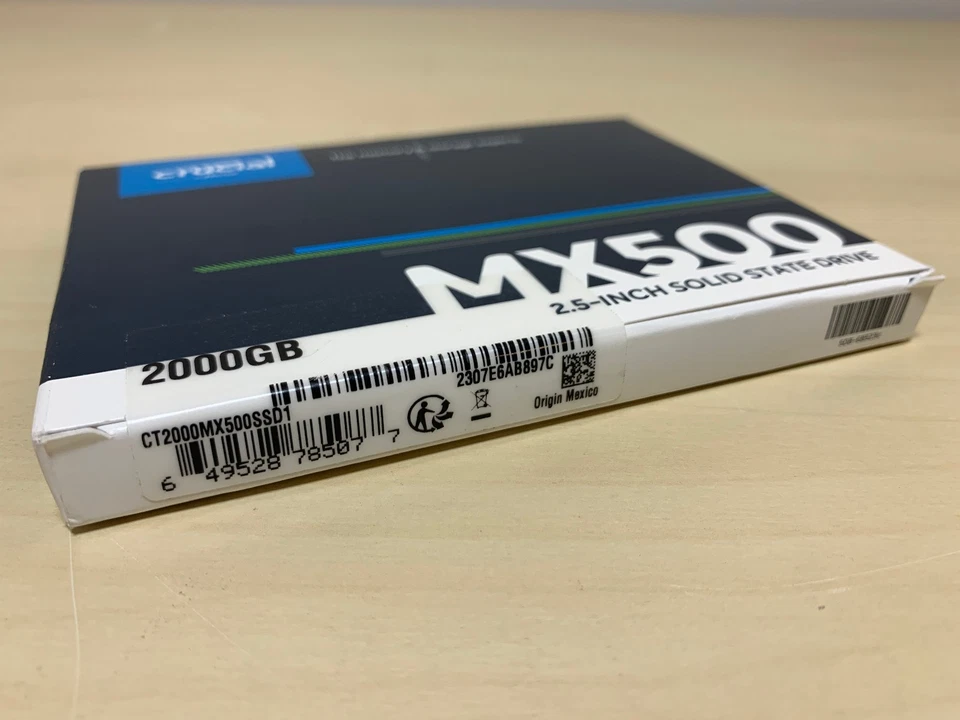 crucial
MX500
2.5-INCH SOLID STATE DRIVE
2000GB
2307E6AB897C
CT2000MX500SSD1
Origin Mexico
6 49528 78507 7